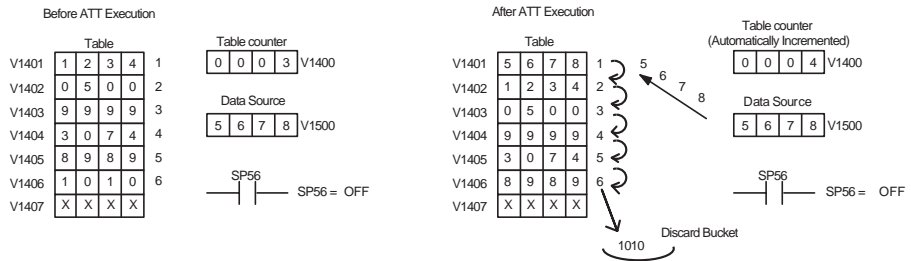 Before ATT Execution
Table
V1401 1 2 3 4 1
V1402 0 5 0 0 2
V1403 9 9 9 9 3
V1404 3 0 7 4 4
V1405 8 9 8 9 5
V1406 1 0 1 0 6
V1407 X X X X
Table counter
0 0 0 3 V1400
Data Source
5 6 7 8 V1500
SP56
SP56 = OFF
After ATT Execution
Table
V1401 5 6 7 8 1
V1402 1 2 3 4 2
V1403 0 5 0 0 3
V1404 9 9 9 9 4
V1405 3 0 7 4 5
V1406 8 9 8 9 6
V1407 X X X X
5 6 7 8
Table counter
(Automatically Incremented)
0 0 0 4 V1400
Data Source
5 6 7 8 V1500
SP56
SP56 = OFF
Discard Bucket
1010